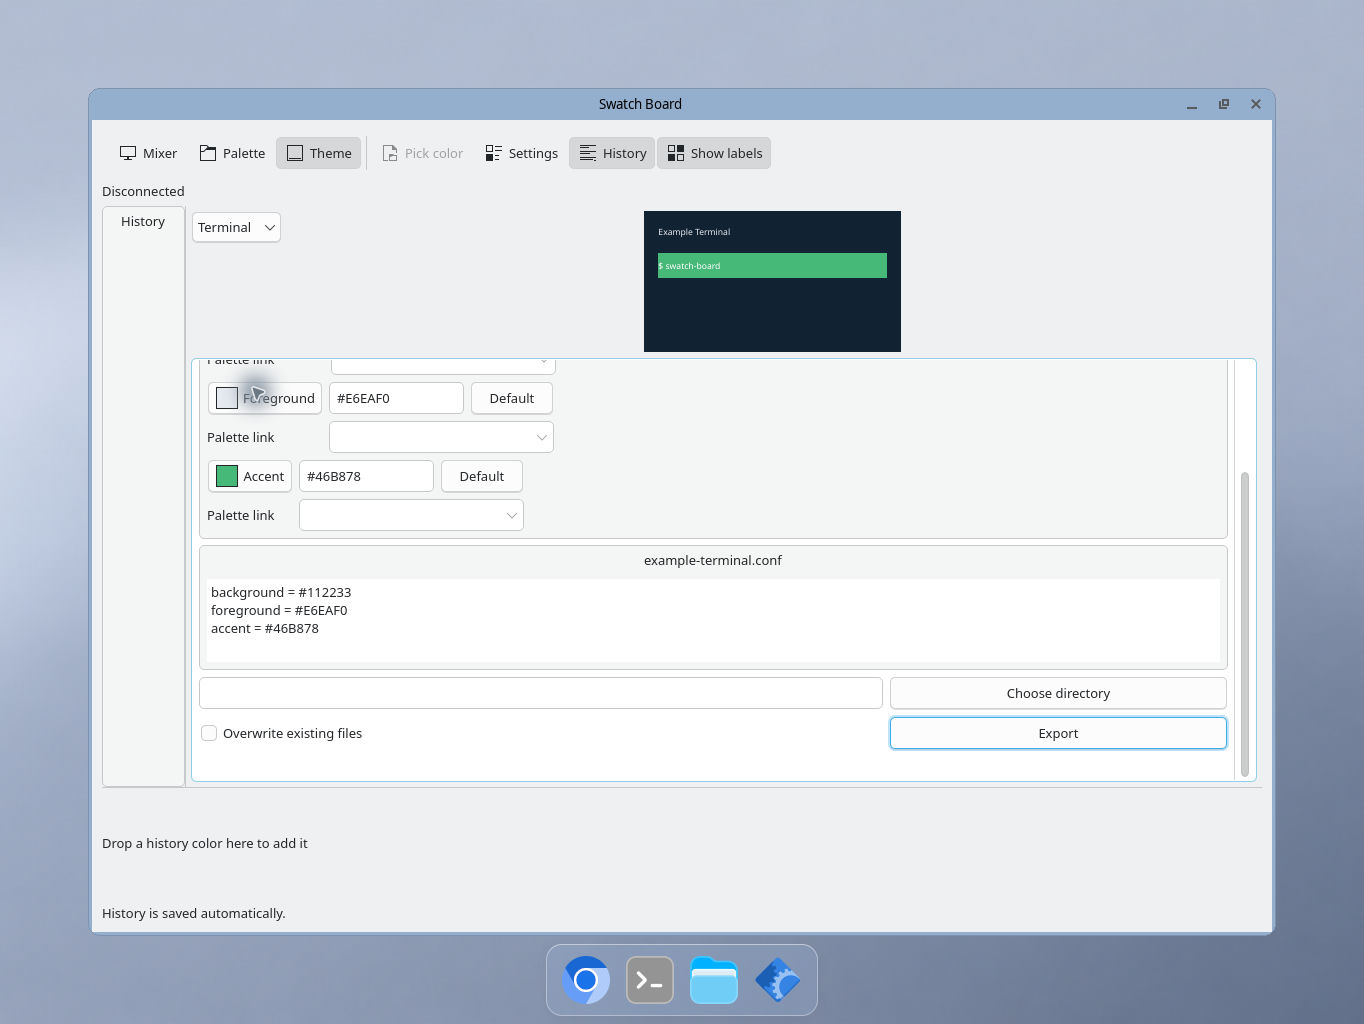 Swatch Board
Mixer
Palette
Theme
Pick color
Settings
History
Show labels
Disconnected
History
Terminal
Example Terminal
$ swatch-board
Palette link
Foreground
#E6EAF0
Default
Palette link
Accent
#46B878
Default
Palette link
example-terminal.conf
background = #112233
foreground = #E6EAF0
accent = #46B878
Choose directory
Overwrite existing files
Export
Drop a history color here to add it
History is saved automatically.